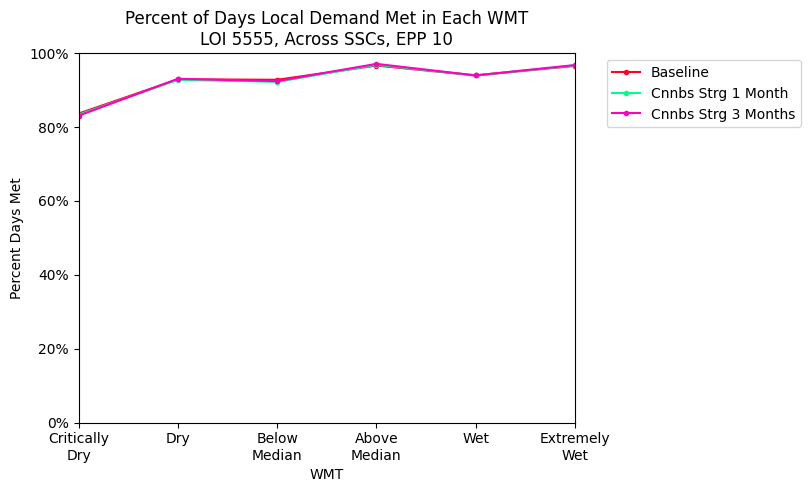 Percent of Days Local Demand Met in Each WMT
LOI 5555, Across SSCs, EPP 10
100%
80%
60%
40%
20%
0%
Percent Days Met
Critically
Dry
Dry
Below
Median
Above
Median
Wet
Extremely
Wet
WMT
Baseline
Cnnbs Strg 1 Month
Cnnbs Strg 3 Months